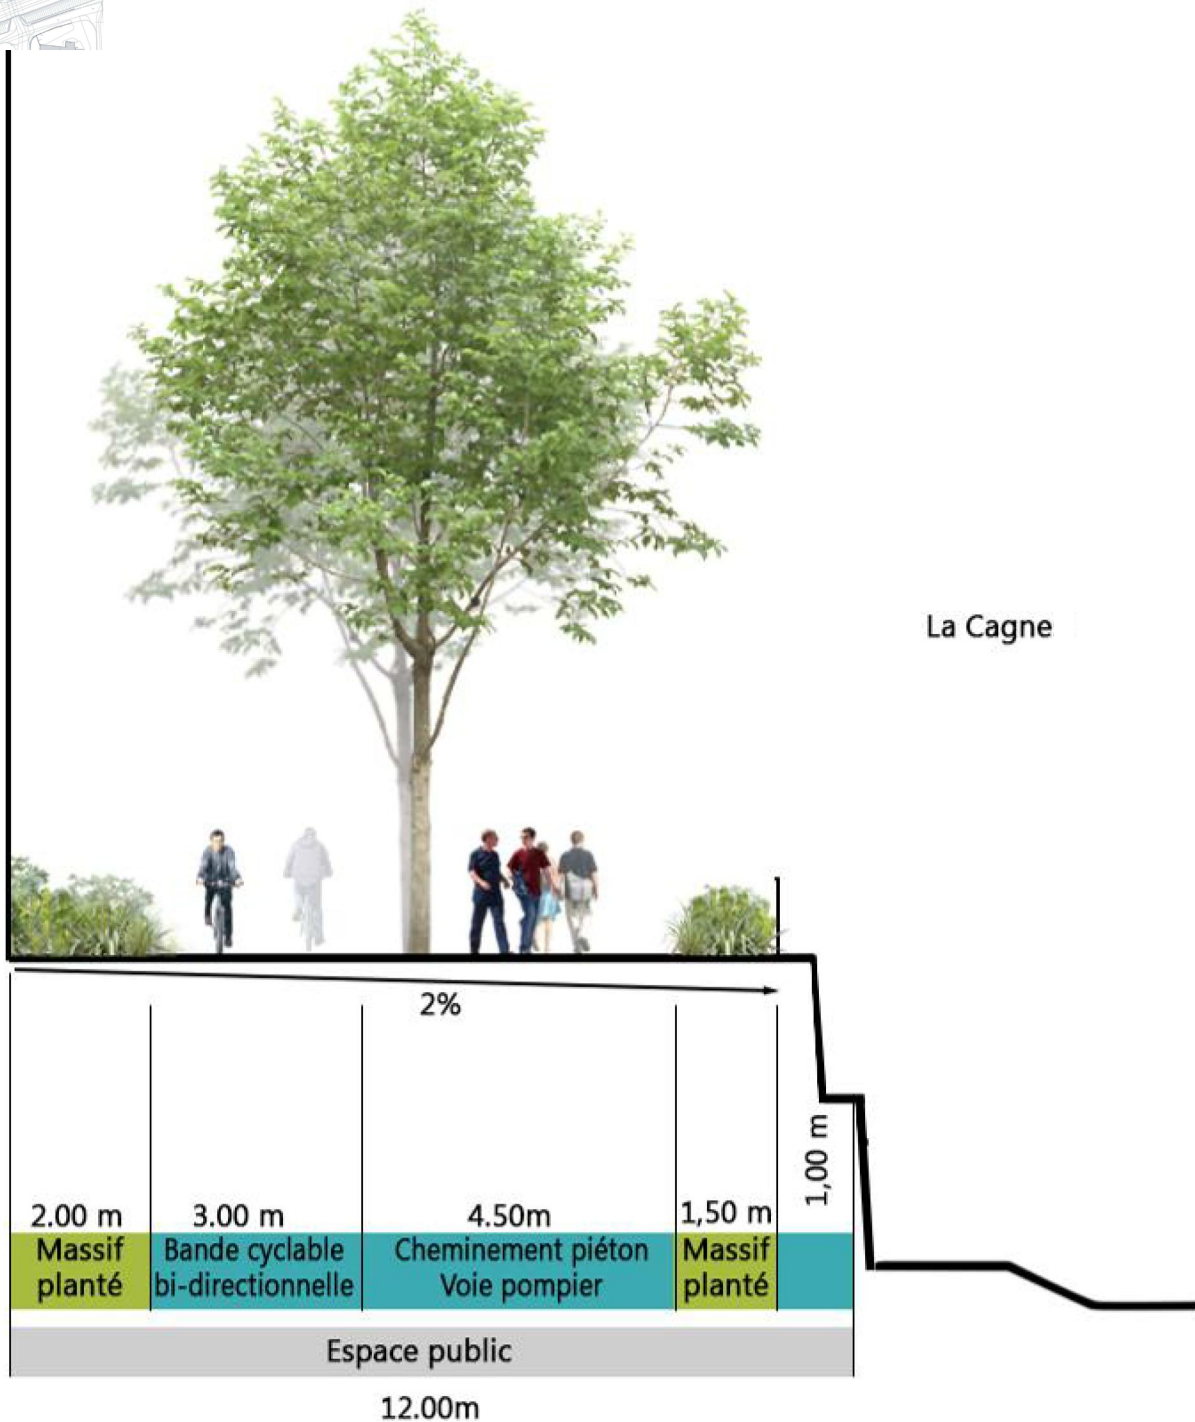 La Cagne
2%
1,00 m
2.00 m
3.00 m
4.50m
1,50 m
Massif
planté
Bande cyclable
bi-directionnelle
Cheminement piéton
Voie pompier
Massif
planté
Espace public
12.00m